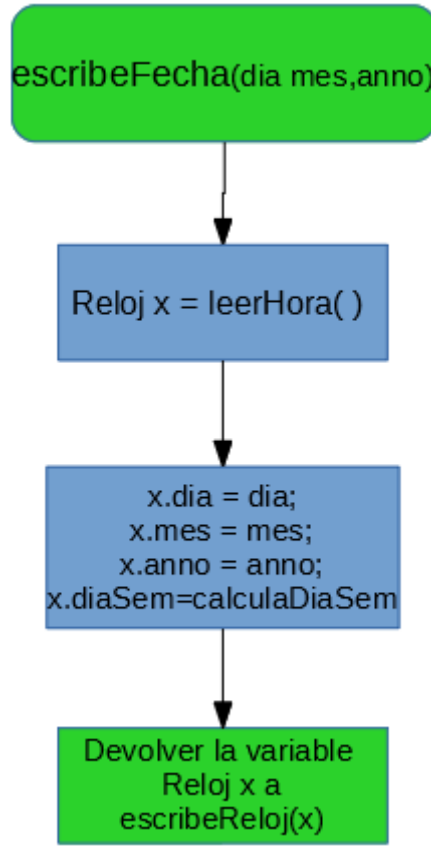 escribeFecha(dia mes,anno)
Reloj x = leerHora( )
x.dia = dia;
x.mes = mes;
x.anno = anno;
x.diaSem=calculaDiaSem
Devolver la variable
Reloj x a
escribeReloj(x)